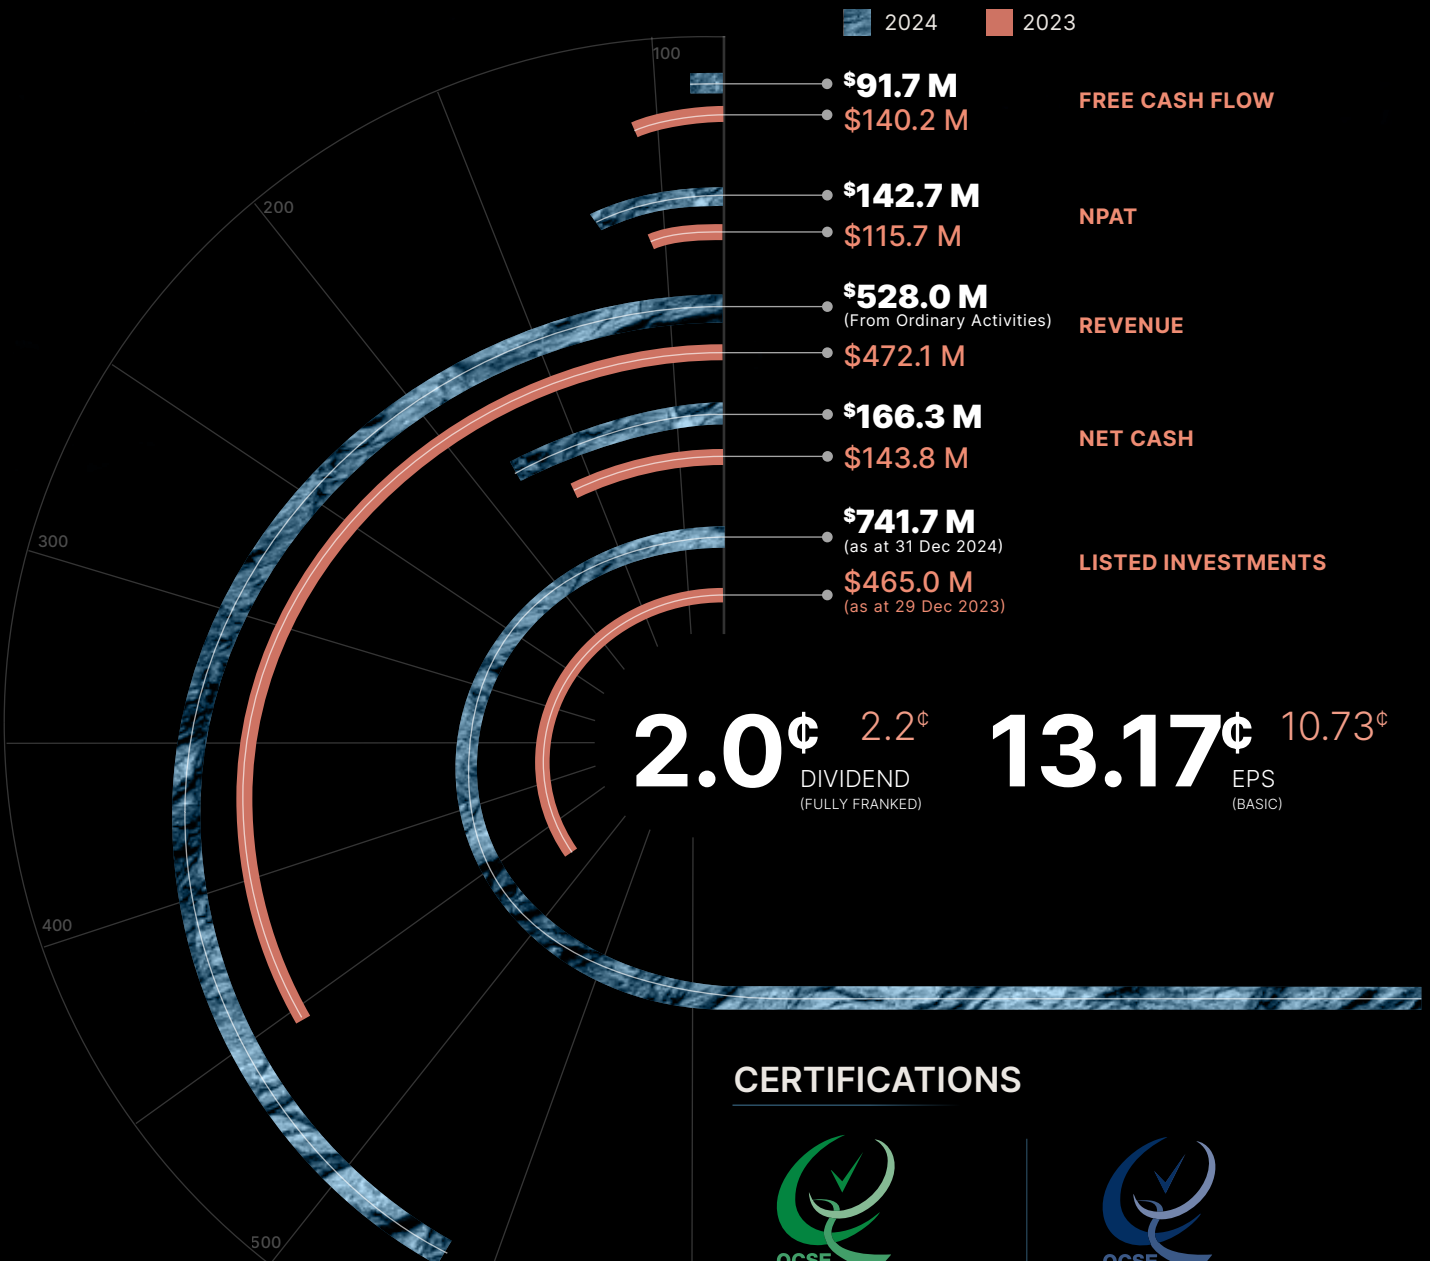 2024 2023
100
$91.7 M
$140.2 M
FREE CASH FLOW
200
$142.7 M
$115.7 M
NPAT
$528.0 M
(From Ordinary Activities)
$472.1 M
REVENUE
$166.3 M
$143.8 M
NET CASH
300
$741.7 M
(as at 31 Dec 2024)
$465.0 M
(as at 29 Dec 2023)
LISTED INVESTMENTS
2.0¢ 2.2¢
DIVIDEND
(FULLY FRANKED)
13.17¢ 10.73¢
EPS
(BASIC)
400
CERTIFICATIONS
500
QCSE QCSE